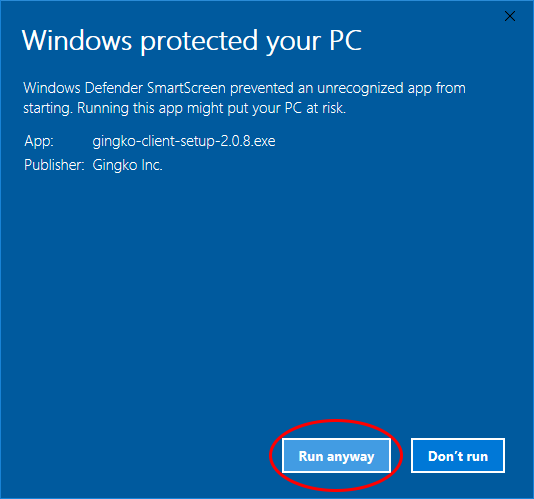 Windows protected your PC
Windows Defender SmartScreen prevented an unrecognized app from
starting. Running this app might put your PC at risk.
App: gingko-client-setup-2.0.8.exe
Publisher: Gingko Inc.
Run anyway Don't run